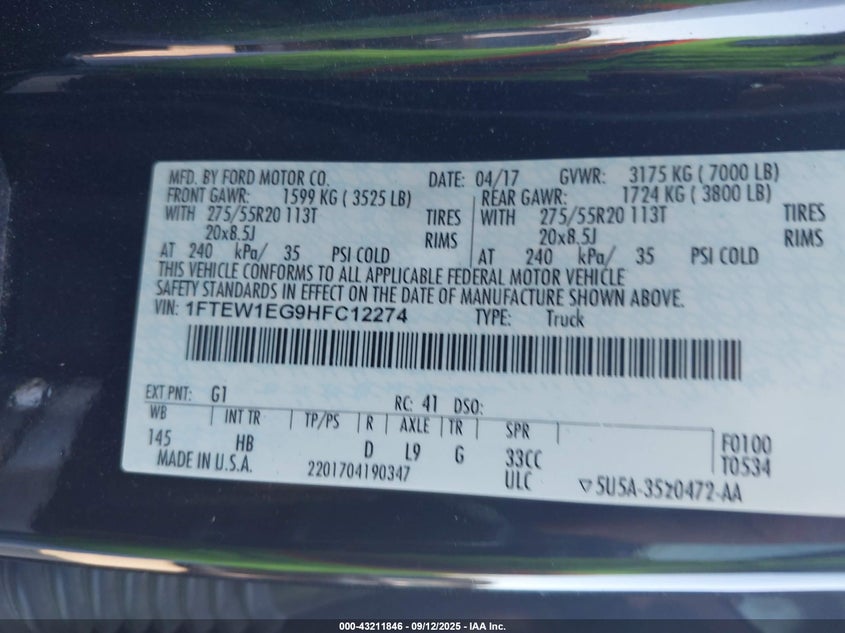 MFD. BY FORD MOTOR CO. DATE: 04/17 GVWR: 3175 KG ( 7000 LB)
FRONT GAWR: 1599 KG ( 3525 LB) REAR GAWR: 1724 KG ( 3800 LB)
WITH 275/55R20 113T TIRES WITH 275/55R20 113T TIRES
20x8.5J RIMS 20x8.5J RIMS
AT 240 kPa/ 35 PSI COLD AT 240 kPa/ 35 PSI COLD
THIS VEHICLE CONFORMS TO ALL APPLICABLE FEDERAL MOTOR VEHICLE
SAFETY STANDARDS IN EFFECT ON THE DATE OF MANUFACTURE SHOWN ABOVE.
VIN: 1FTEW1EG9HFC12274 TYPE: Truck
EXT PNT: G1 RC: 41 DSO:
WB INT TR TP/PS R AXLE TR SPR
145 HB D L9 G 33CC F0100
MADE IN U.S.A. 2201704190347 ULC T0534
▽5U5A-3520472-AA
000-43211846 - 09/12/2025 - IAA Inc.